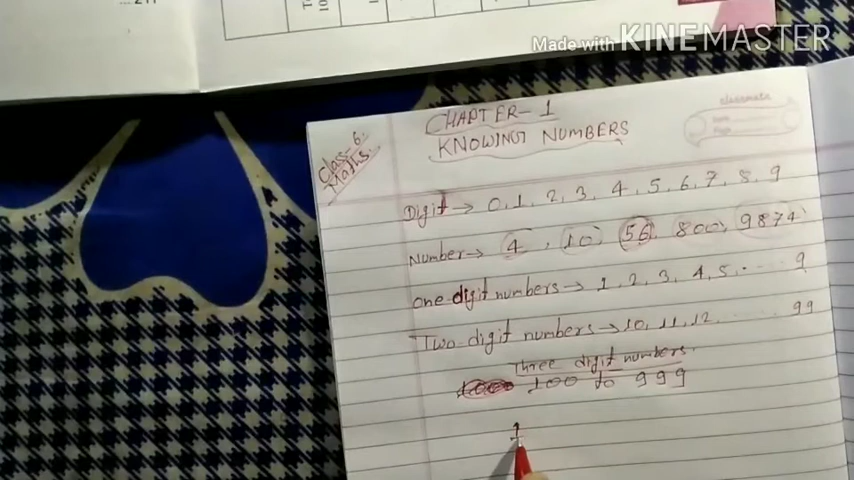 Made with KINEMASTER
CHAPTER-1
KNOWING NUMBERS
Class-6.
Maths.
classmate
Digit → 0, 1, 2, 3, 4, 5, 6, 7, 8, 9
Number → 4, 10, 56, 800, 9874
one digit numbers → 1, 2, 3, 4, 5, .... 9
Two-digit numbers → 10, 11, 12, ...... 99
Three digit numbers.
100 to 999
1